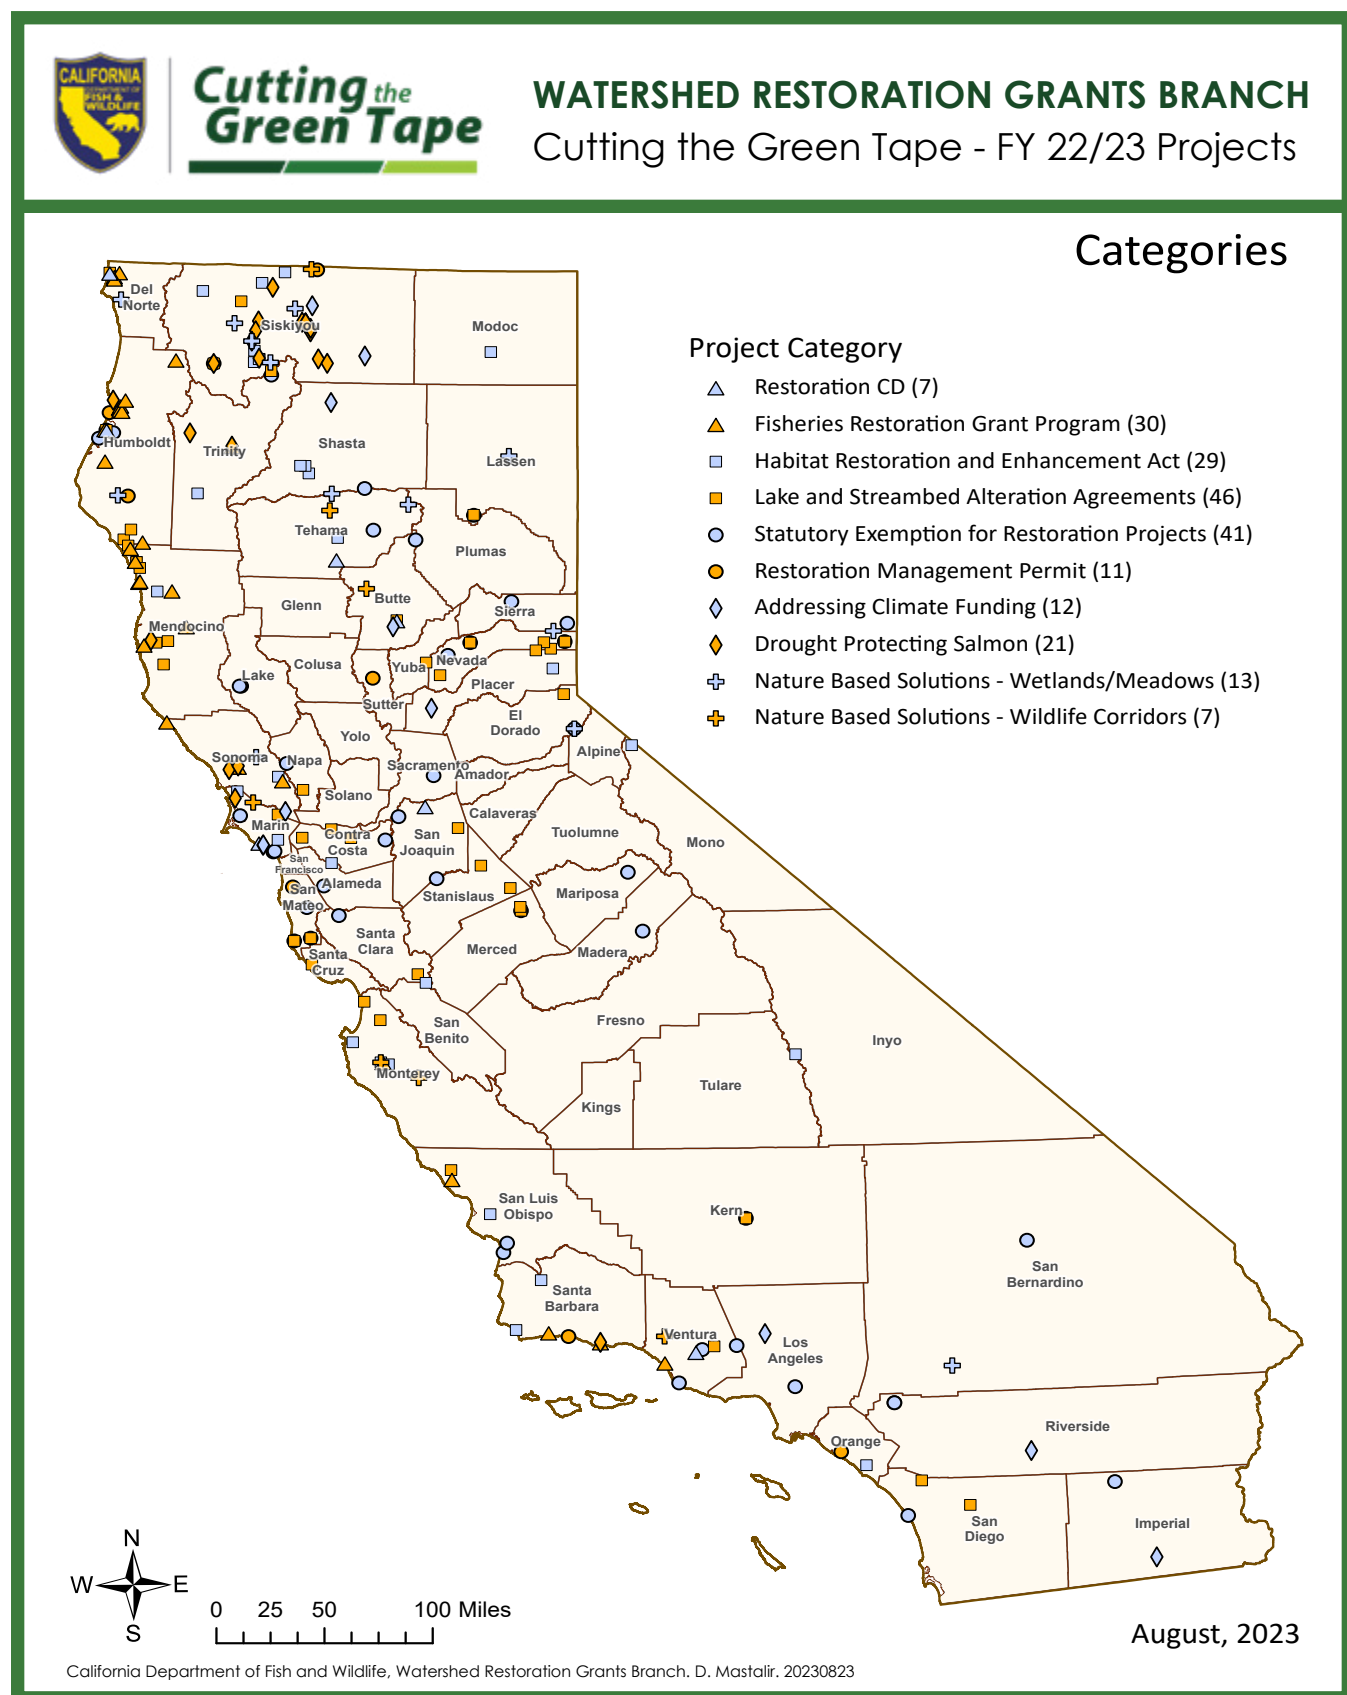 CALIFORNIA
DEPARTMENT OF
FISH &
WILDLIFE
Cutting the
Green Tape
WATERSHED RESTORATION GRANTS BRANCH
Cutting the Green Tape - FY 22/23 Projects
Categories
Project Category
Restoration CD (7)
Fisheries Restoration Grant Program (30)
Habitat Restoration and Enhancement Act (29)
Lake and Streambed Alteration Agreements (46)
Statutory Exemption for Restoration Projects (41)
Restoration Management Permit (11)
Addressing Climate Funding (12)
Drought Protecting Salmon (21)
Nature Based Solutions - Wetlands/Meadows (13)
Nature Based Solutions - Wildlife Corridors (7)
Del
Norte
Siskiyou
Modoc
Humboldt
Trinity
Shasta
Lassen
Tehama
Plumas
Glenn
Butte
Sierra
Mendocino
Colusa
Lake
Yuba
Nevada
Placer
Sutter
El
Dorado
Yolo
Alpine
Sonoma
Napa
Sacramento
Amador
Solano
Calaveras
Marin
Contra
Costa
San
Joaquin
Tuolumne
Mono
San
Francisco
Alameda
San
Mateo
Stanislaus
Mariposa
Santa
Clara
Merced
Madera
Santa
Cruz
San
Benito
Fresno
Inyo
Monterey
Kings
Tulare
San Luis
Obispo
Kern
San
Bernardino
Santa
Barbara
Ventura
Los
Angeles
Orange
Riverside
San
Diego
Imperial
N
W
E
S
0 25 50 100 Miles
August, 2023
California Department of Fish and Wildlife, Watershed Restoration Grants Branch. D. Mastalir. 20230823